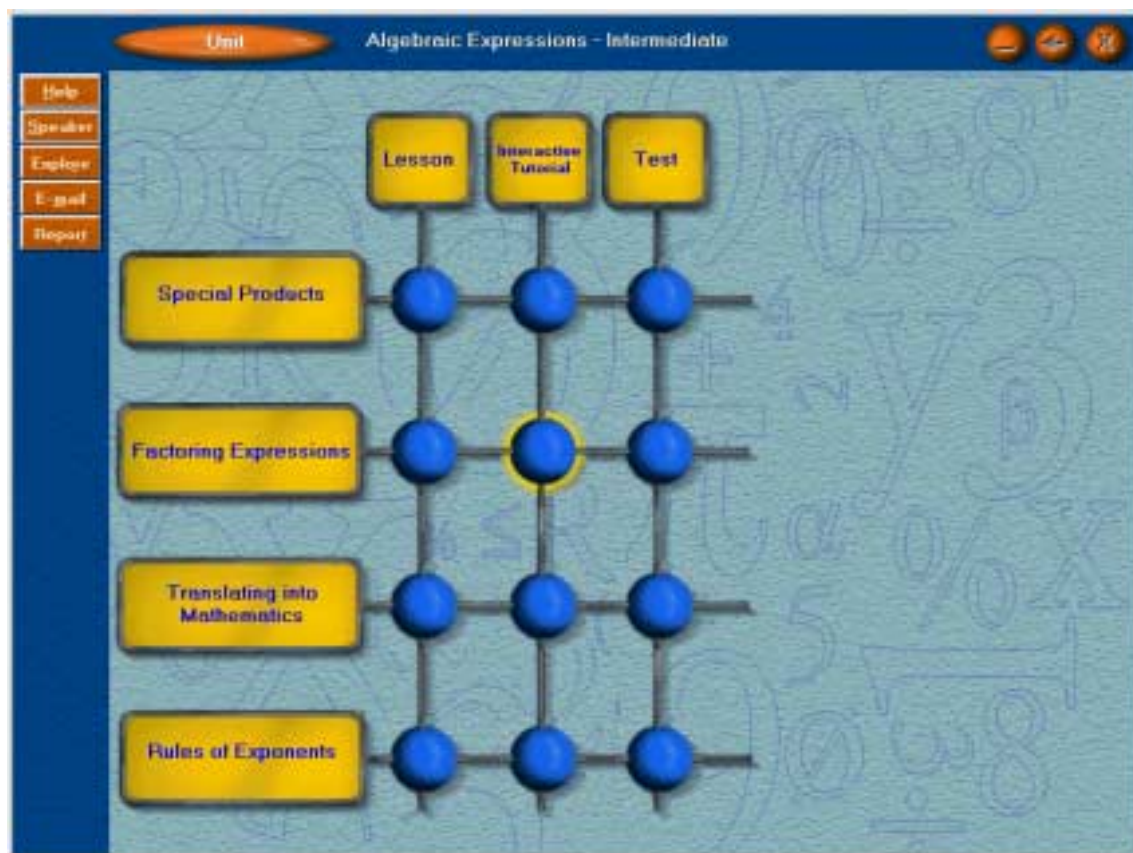 Unit
Algebraic Expressions - Intermediate
Help
Speaker
Explore
E-mail
Report
Lesson
Interactive
Tutorial
Test
Special Products
Factoring Expressions
Translating into
Mathematics
Rules of Exponents